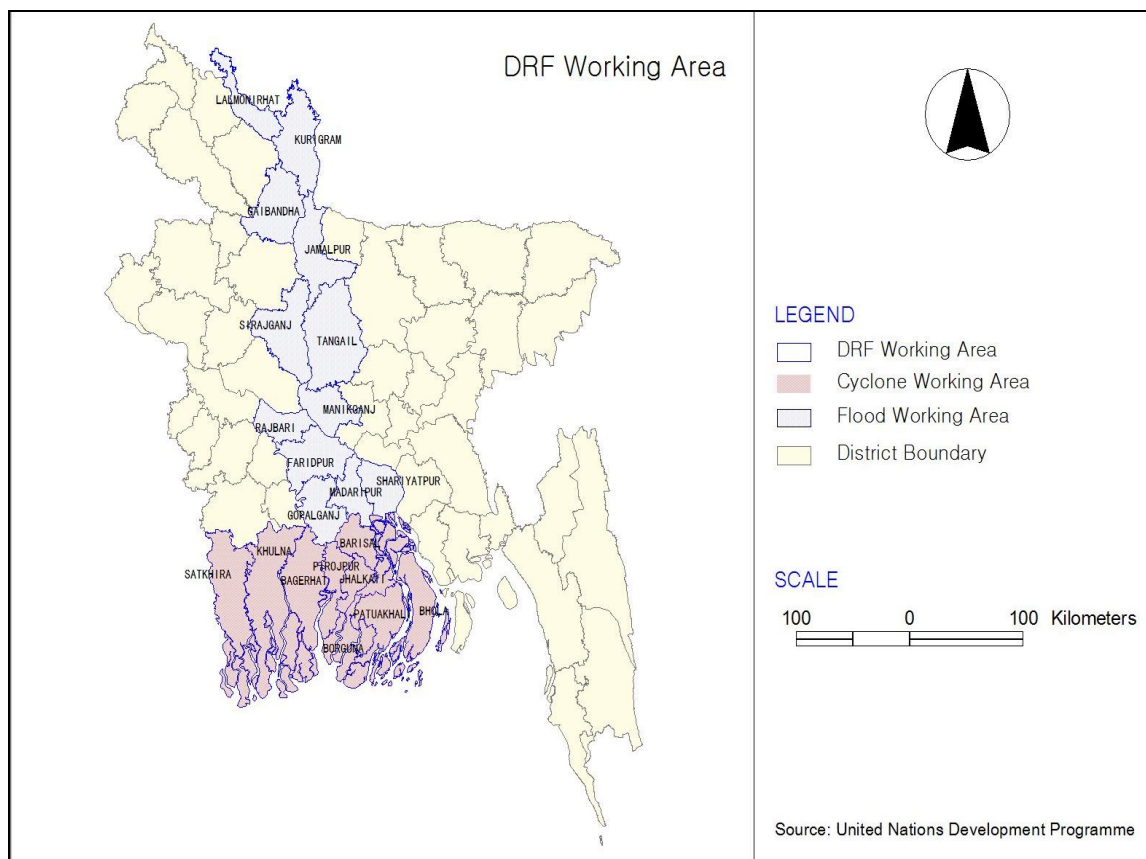 DRF Working Area
LALMONIRHAT
KURIGRAM
GAIBANDHA
JAMALPUR
SIRAJGANJ
TANGAIL
MANIKGANJ
RAJBARI
FARIDPUR
SHARIYATPUR
MADARIPUR
GOPALGANJ
BARISAL
KHULNA
PIROJPUR
SATKHIRA
BAGERHAT
JHALKATI
PATUAKHALI
BHOLA
BORGUNA
LEGEND
DRF Working Area
Cyclone Working Area
Flood Working Area
District Boundary
SCALE
100 0 100 Kilometers
Source: United Nations Development Programme